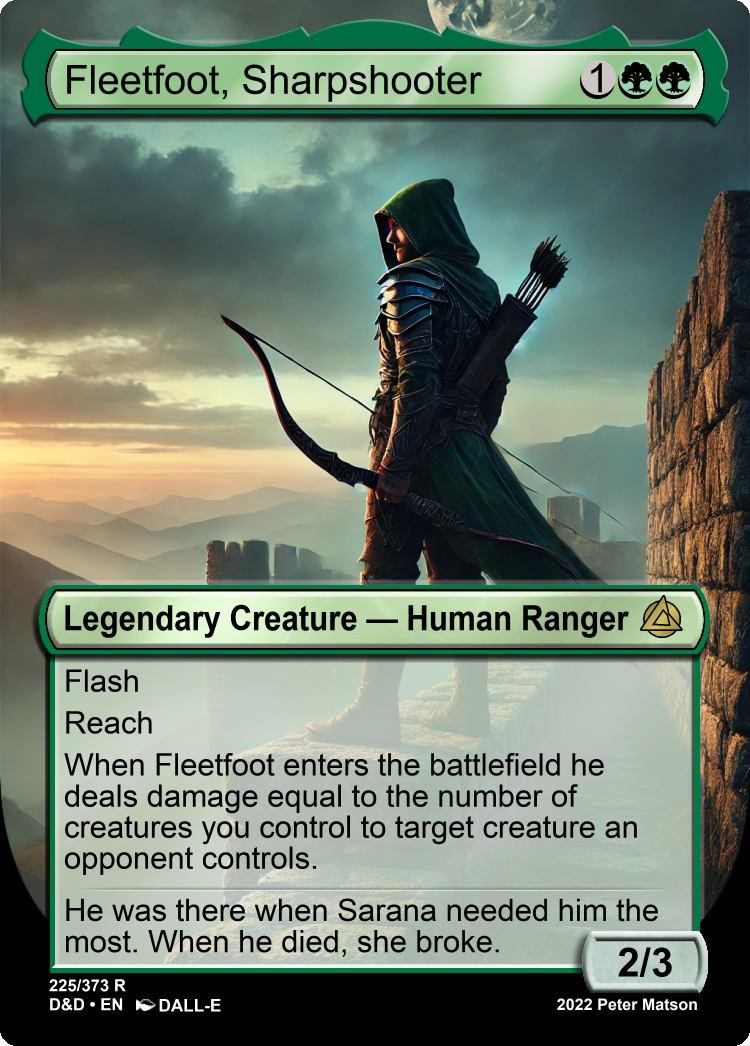 Fleetfoot, Sharpshooter 1
Legendary Creature — Human Ranger
Flash
Reach
When Fleetfoot enters the battlefield he
deals damage equal to the number of
creatures you control to target creature an
opponent controls.
He was there when Sarana needed him the
most. When he died, she broke.
2/3
225/373 R
D&D • EN DALL-E
2022 Peter Matson